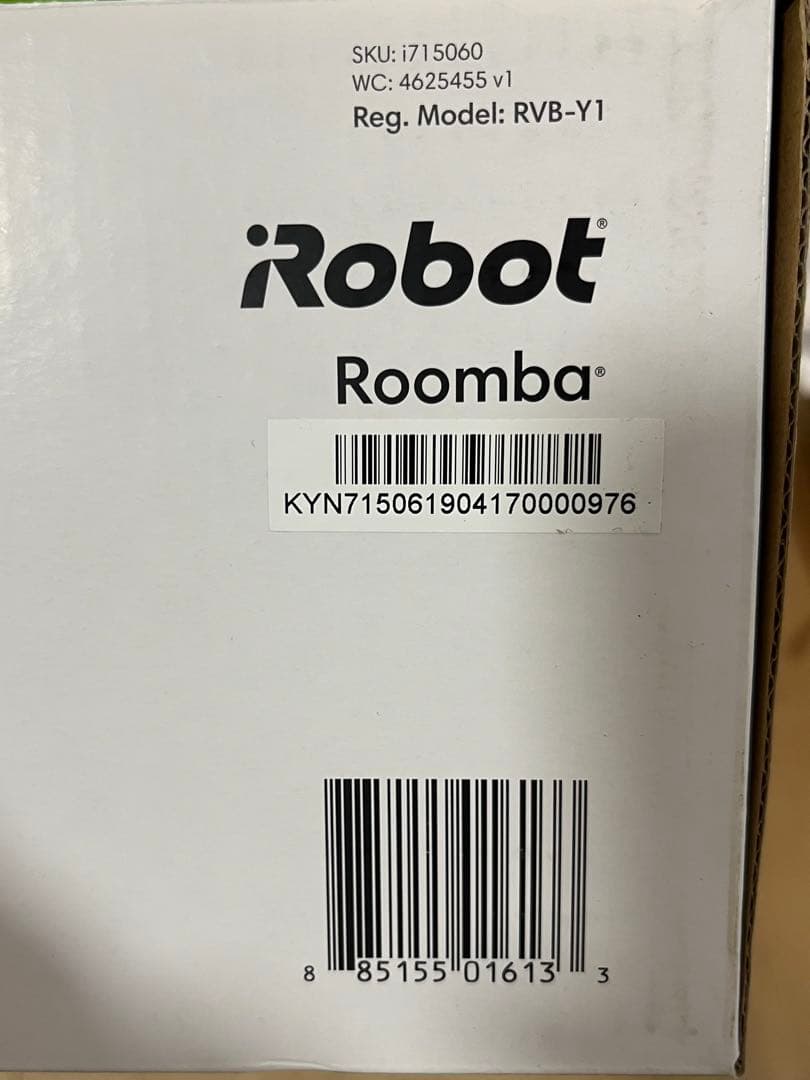 SKU: i715060
WC: 4625455 v1
Reg. Model: RVB-Y1
iRobot®
Roomba®
KYN715061904170000976
8 85155 01613 3